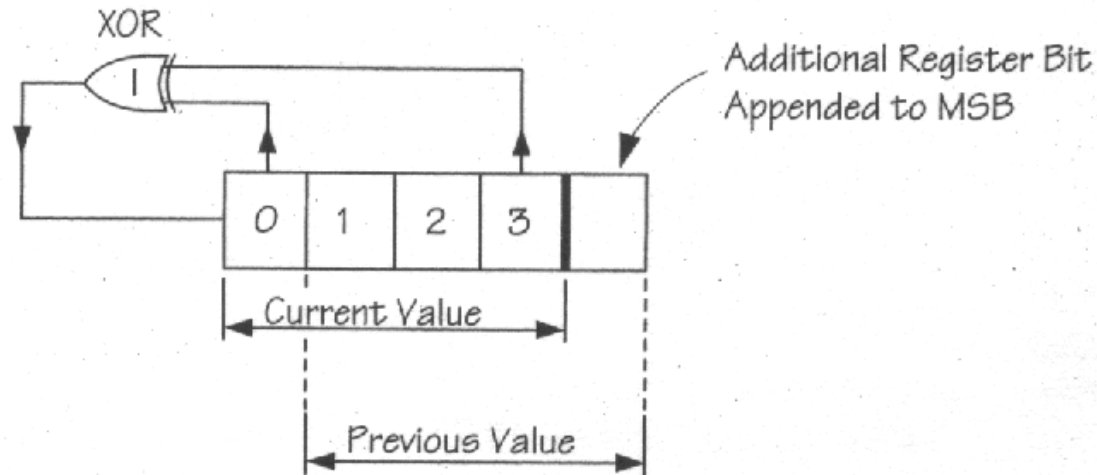 XOR
Additional Register Bit
Appended to MSB
0 1 2 3
Current Value
Previous Value